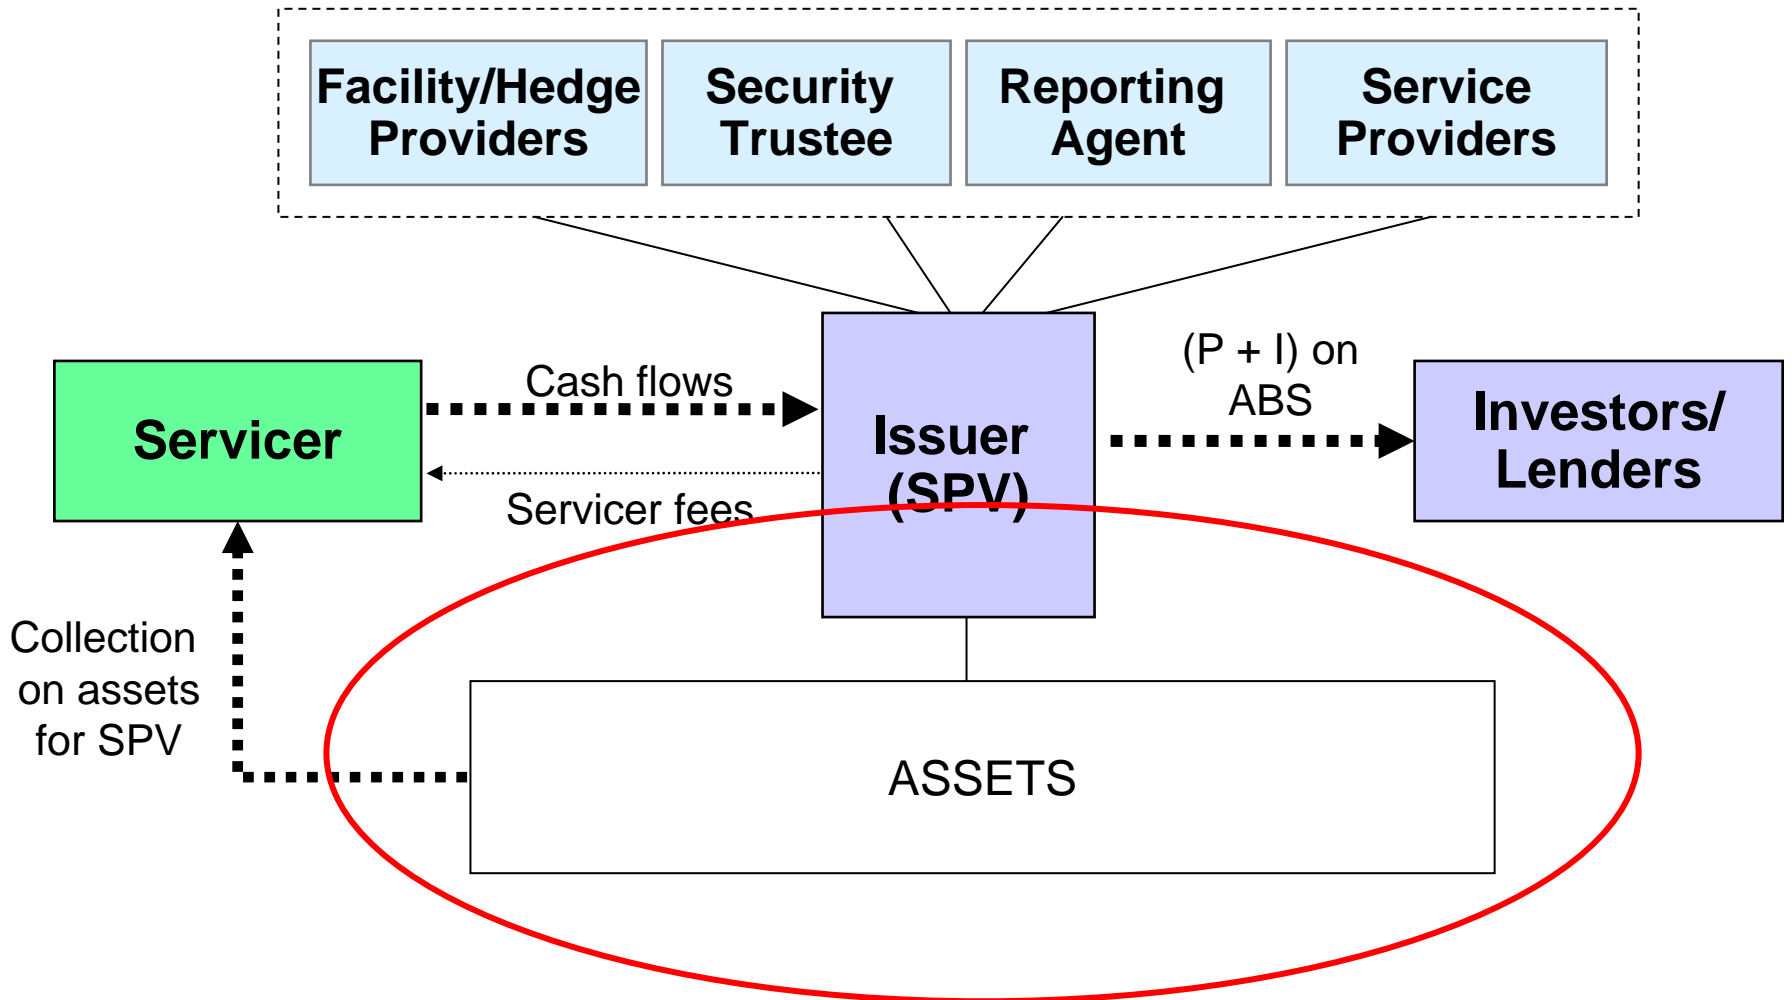 Facility/Hedge
Providers
Security
Trustee
Reporting
Agent
Service
Providers
(P + I) on
ABS
Cash flows
Servicer
Issuer
(SPV)
Investors/
Lenders
Servicer fees
Collection
on assets
for SPV
ASSETS